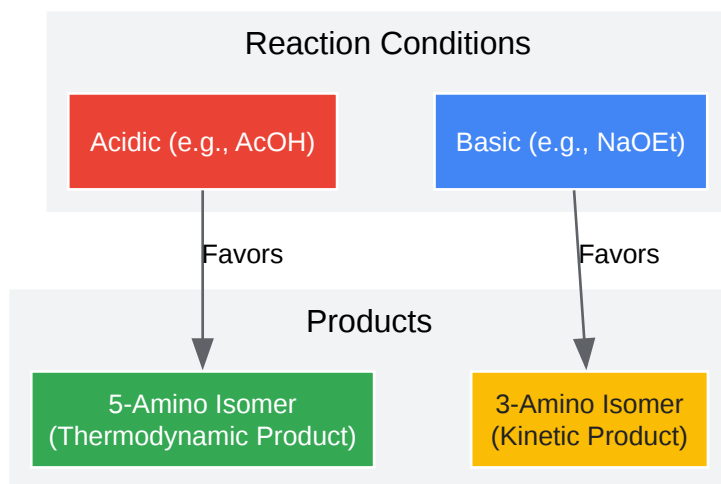 Reaction Conditions
Acidic (e.g., AcOH)
Basic (e.g., NaOEt)
Favors
Favors
Products
5-Amino Isomer
(Thermodynamic Product)
3-Amino Isomer
(Kinetic Product)